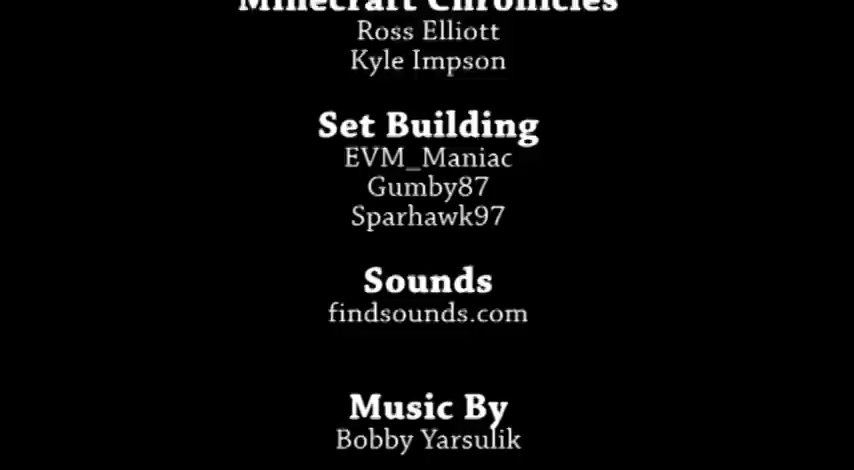 Minecraft Chronicles
Ross Elliott
Kyle Impson
Set Building
EVM_Maniac
Gumby87
Sparhawk97
Sounds
findsounds.com
Music By
Bobby Yarsulik